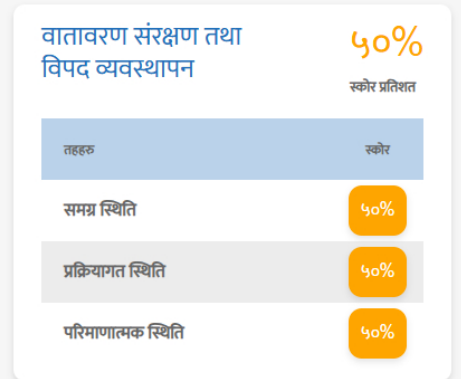 वातावरण संरक्षण तथा
विपद व्यवस्थापन
५०%
स्कोर प्रतिशत
तहहरु स्कोर
समग्र स्थिति ५०%
प्रक्रियागत स्थिति ५०%
परिमाणात्मक स्थिति ५०%